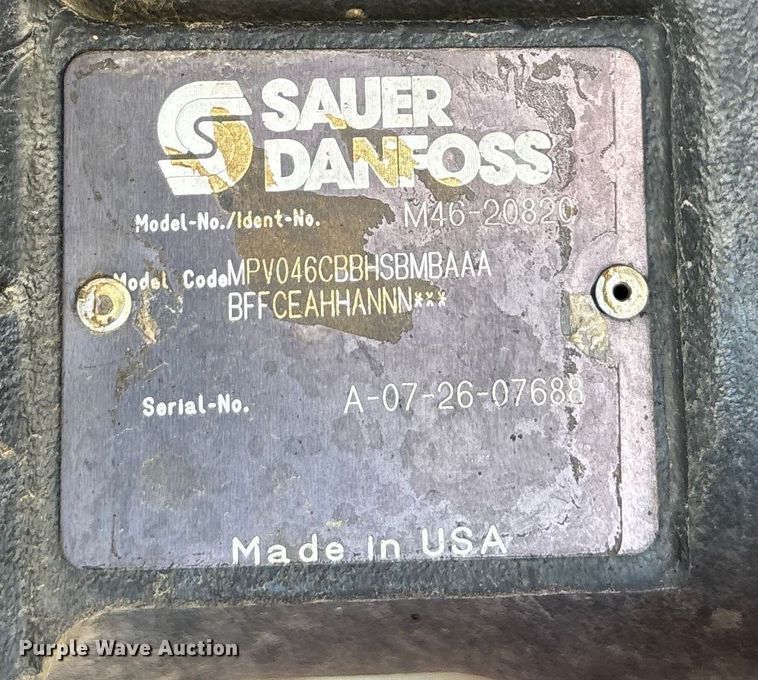 SAUER
DANFOSS
Model-No./Ident-No. M46-20820
Model Code MPV046CBBHSBMBAAA
BFFCEAHHANNN***
Serial-No. A-07-26-07688
Made in USA
Purple Wave Auction